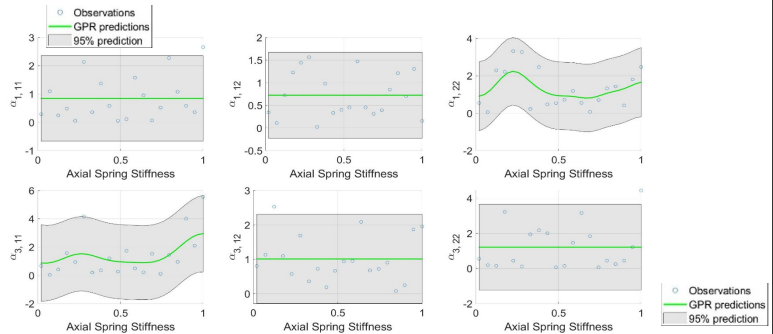 Observations
GPR predictions
95% prediction
3
2
1
0
-1
0
0.5
1
α1, 11
Axial Spring Stiffness
2
1.5
1
0.5
0
-0.5
0
0.5
1
α1, 12
Axial Spring Stiffness
4
2
0
-2
0
0.5
1
α1, 22
Axial Spring Stiffness
6
4
2
0
-2
0
0.5
1
α3, 11
Axial Spring Stiffness
3
2
1
0
0
0.5
1
α3, 12
Axial Spring Stiffness
4
2
0
-2
0
0.5
1
α3, 22
Axial Spring Stiffness
Observations
GPR predictions
95% prediction